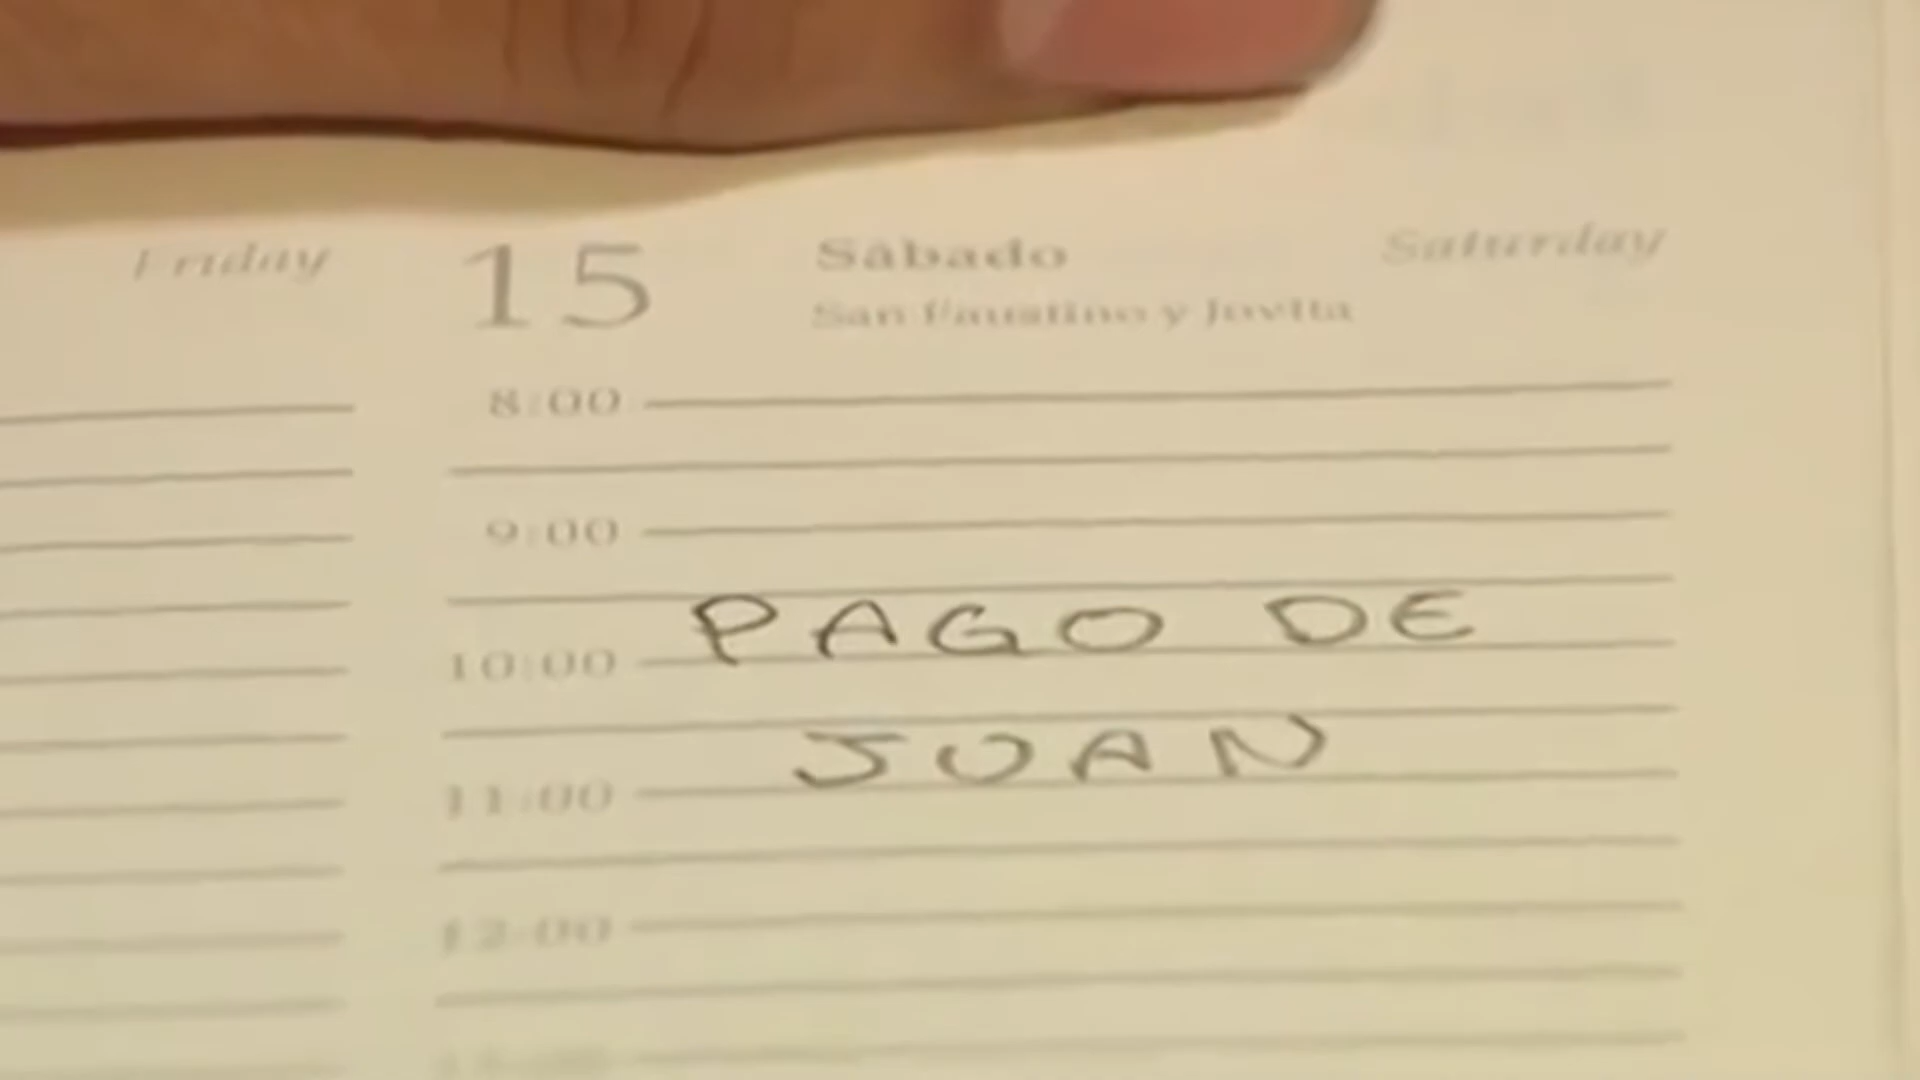 Friday
15 Sábado Saturday
San Faustino y Jovita
8:00
9:00
PAGO DE
10:00
JUAN
11:00
12:00